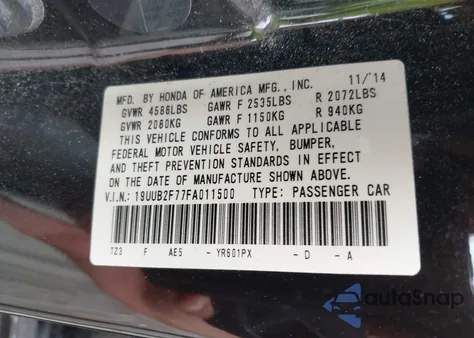 MFD. BY HONDA OF AMERICA MFG., INC. 11/14
GVWR 4586LBS GAWR F 2535LBS R 2072LBS
GVWR 2080KG GAWR F 1150KG R 940KG
THIS VEHICLE CONFORMS TO ALL APPLICABLE
FEDERAL MOTOR VEHICLE SAFETY, BUMPER,
AND THEFT PREVENTION STANDARDS IN EFFECT
ON THE DATE OF MANUFACTURE SHOWN ABOVE.
V.I.N.: 19UUB2F77FA011500 TYPE: PASSENGER CAR
TZ3 F AES - YR601PX - D - A
autoSnap